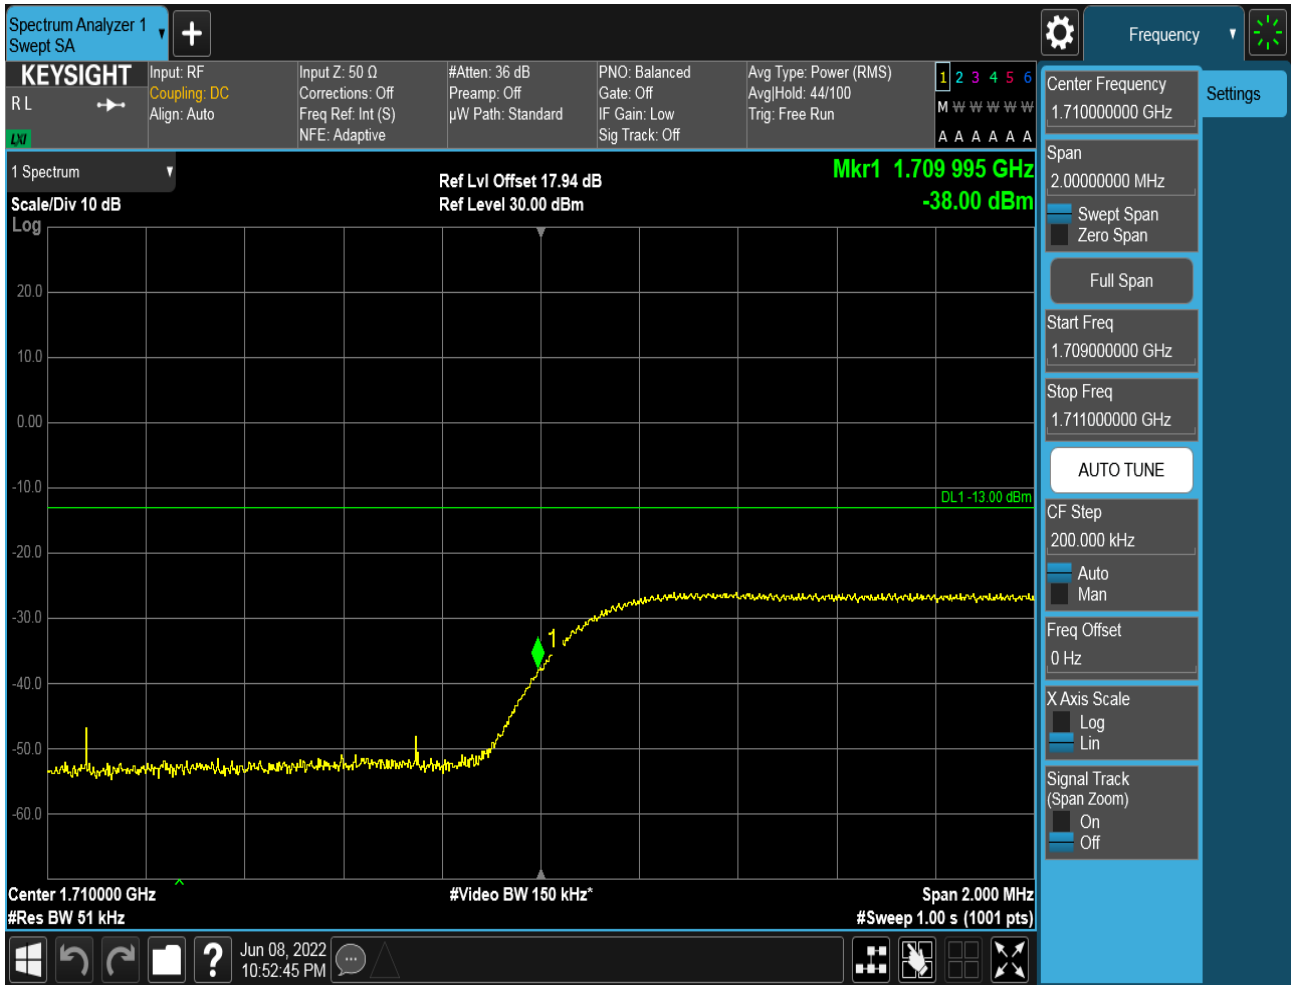 Spectrum Analyzer 1
Swept SA
Frequency
KEYSIGHT
R L
LXI
Input: RF
Coupling: DC
Align: Auto
Input Z: 50 Ω
Corrections: Off
Freq Ref: Int (S)
NFE: Adaptive
#Atten: 36 dB
Preamp: Off
µW Path: Standard
PNO: Balanced
Gate: Off
IF Gain: Low
Sig Track: Off
Avg Type: Power (RMS)
Avg|Hold: 44/100
Trig: Free Run
1 2 3 4 5 6
M W W W W W
A A A A A A
1 Spectrum
Scale/Div 10 dB
Log
Ref Lvl Offset 17.94 dB
Ref Level 30.00 dBm
Mkr1 1.709 995 GHz
-38.00 dBm
20.0
10.0
0.00
-10.0
-20.0
-30.0
-40.0
-50.0
-60.0
DL1 -13.00 dBm
1
Center 1.710000 GHz
#Res BW 51 kHz
#Video BW 150 kHz*
Span 2.000 MHz
#Sweep 1.00 s (1001 pts)
Jun 08, 2022
10:52:45 PM
Center Frequency
1.710000000 GHz
Settings
Span
2.00000000 MHz
Swept Span
Zero Span
Full Span
Start Freq
1.709000000 GHz
Stop Freq
1.711000000 GHz
AUTO TUNE
CF Step
200.000 kHz
Auto
Man
Freq Offset
0 Hz
X Axis Scale
Log
Lin
Signal Track
(Span Zoom)
On
Off